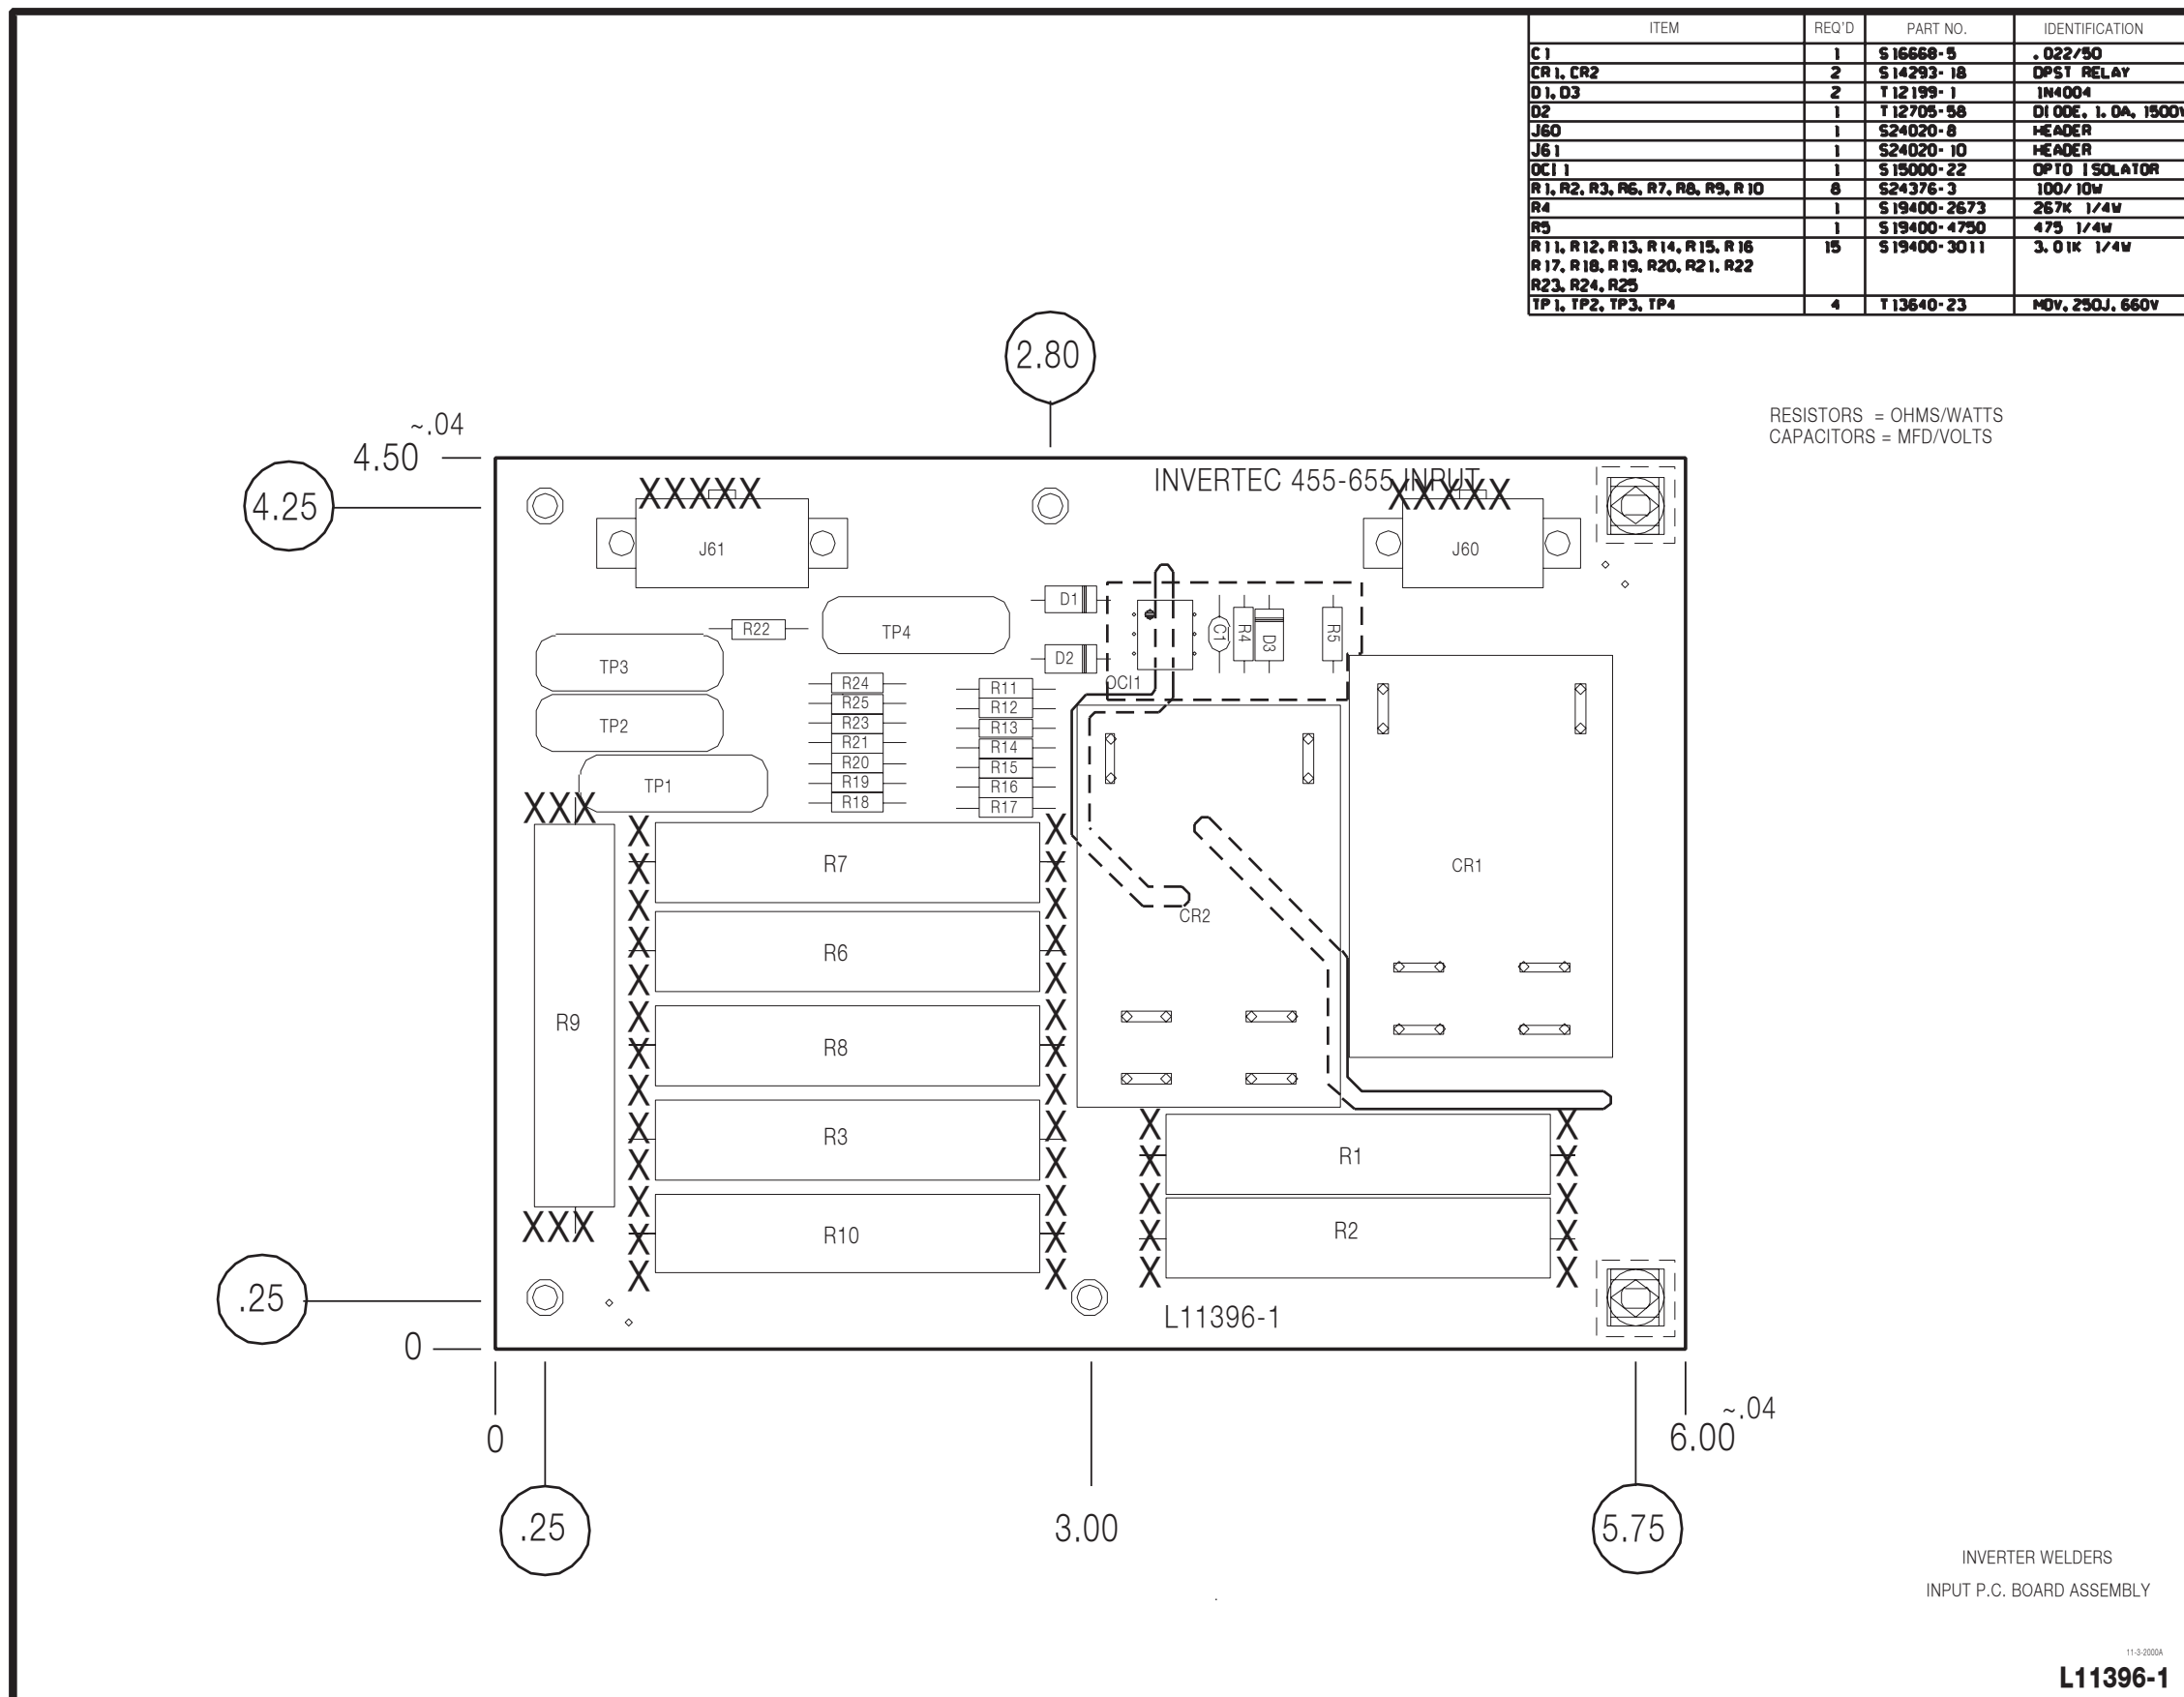 ITEM REQ'D PART NO. IDENTIFICATION
C1 1 S16668-5 .022/50
CR1, CR2 2 S14293-18 DPST RELAY
D1, D3 2 T12199-1 1N4004
D2 1 T12705-58 DIODE, 1.0A, 1500V
J60 1 S24020-8 HEADER
J61 1 S24020-10 HEADER
OCI1 1 S15000-22 OPTO ISOLATOR
R1, R2, R3, R6, R7, R8, R9, R10 8 S24376-3 100/10W
R4 1 S19400-2673 267K 1/4W
R5 1 S19400-4750 475 1/4W
R11, R12, R13, R14, R15, R16 15 S19400-3011 3.01K 1/4W
R17, R18, R19, R20, R21, R22
R23, R24, R25
TP1, TP2, TP3, TP4 4 T13640-23 MOV, 250J, 660V
2.80
RESISTORS = OHMS/WATTS
CAPACITORS = MFD/VOLTS
~.04
4.50
4.25
INVERTEC 455-655 INPUT
XXXXX
XXXXX
J61
J60
D1
R22
TP4
C1
R4
D3
R5
TP3
D2
OCI1
R24
R11
R25
R12
TP2
R23
R13
R21
R14
R20
R15
TP1
R19
R16
R18
R17
XXX
X X
R7
CR1
X X
X X
CR2
X X
R6
X X
R9
X X
R8
X X
X X
X X X X
R3
R1
X X X X
X X X X
R10
R2
XXX
X X X X
X X X X
.25
L11396-1
0
0
~.04
6.00
.25
3.00
5.75
INVERTER WELDERS
INPUT P.C. BOARD ASSEMBLY
11-3-2000A
L11396-1